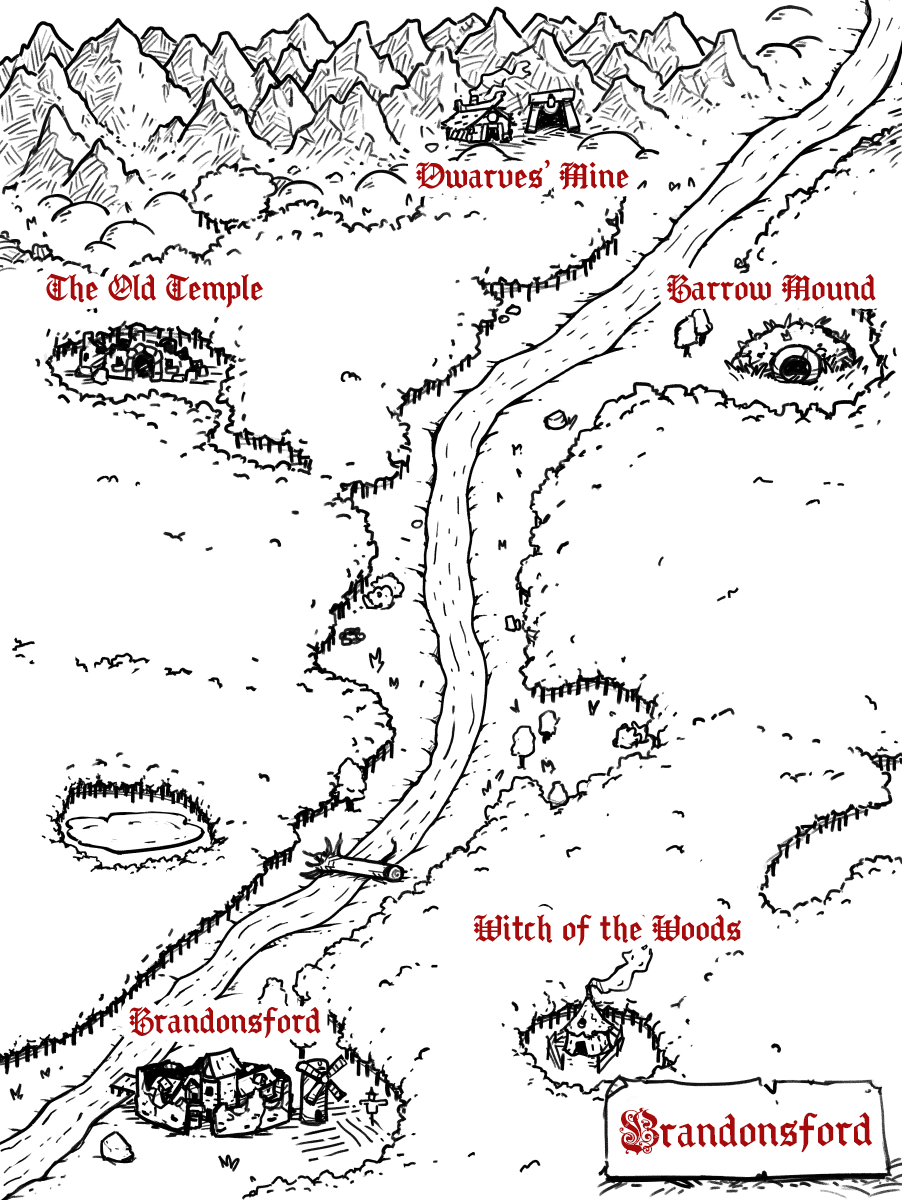 Dwarves' Mine
The Old Temple
Barrow Mound
Witch of the Woods
Brandonsford
Brandonsford